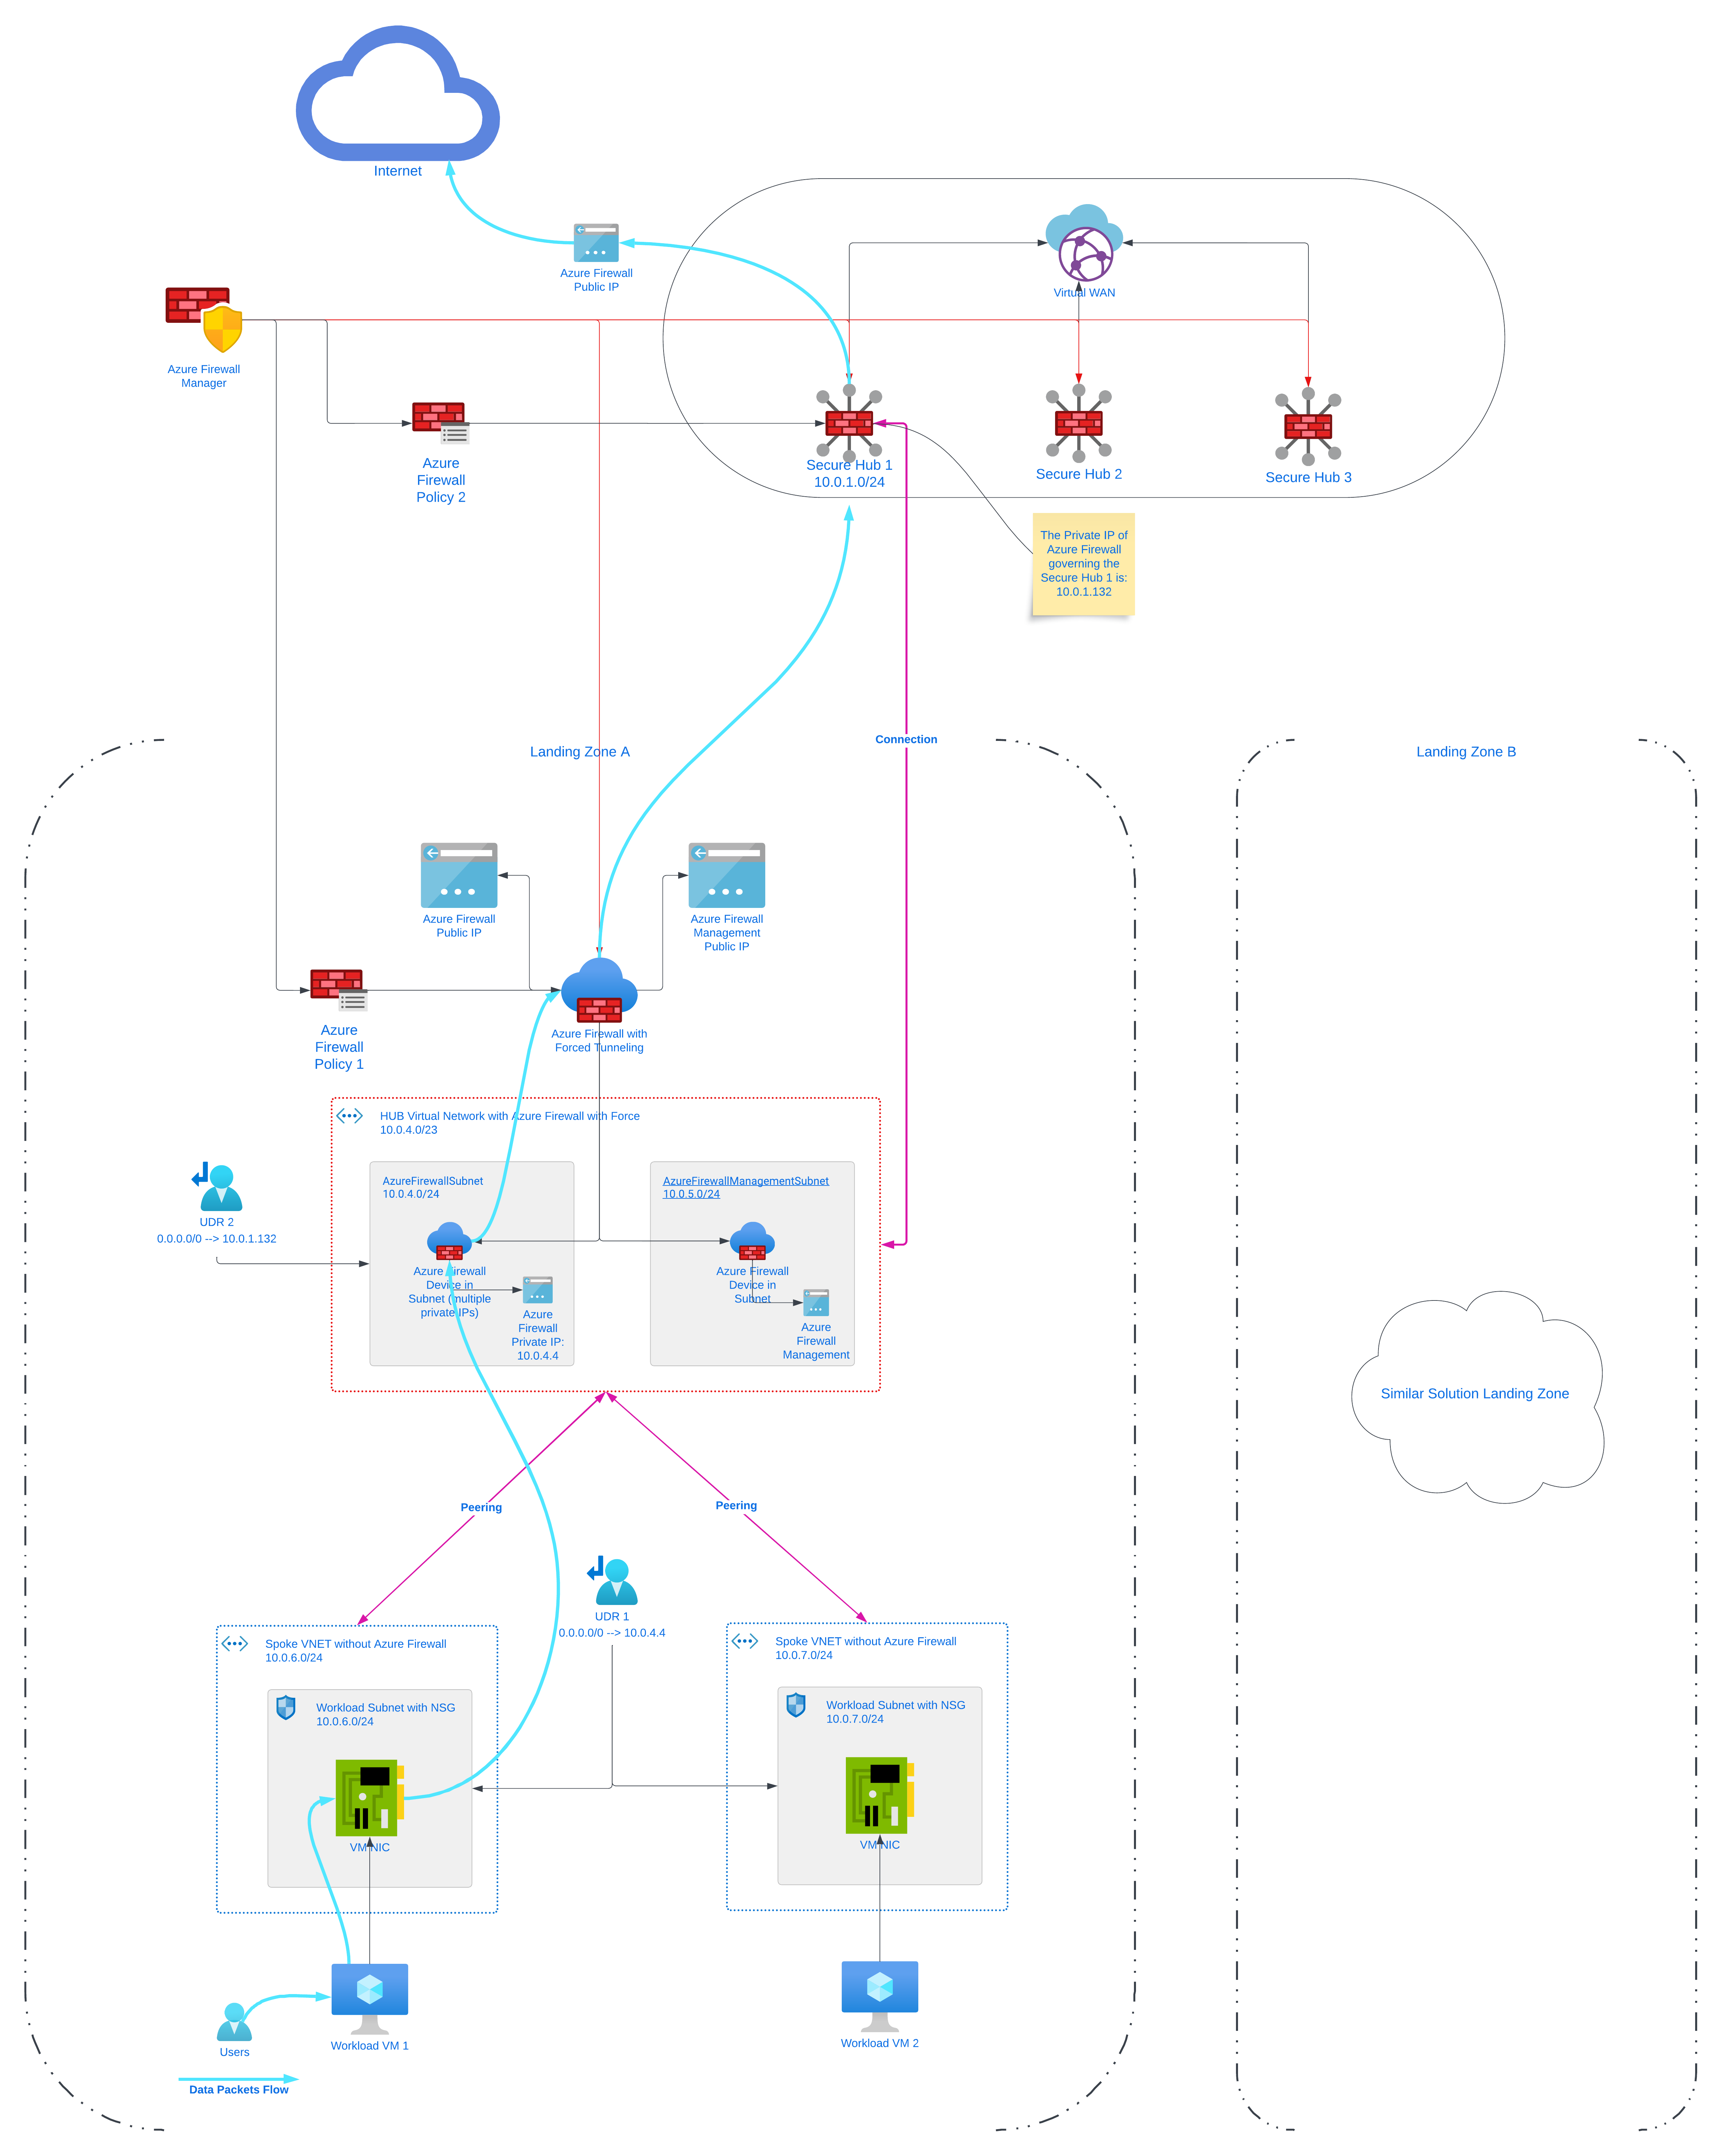 Internet
Azure Firewall
Public IP
Virtual WAN
Azure Firewall
Manager
Azure
Firewall
Policy 2
Secure Hub 1
10.0.1.0/24
Secure Hub 2
Secure Hub 3
The Private IP of
Azure Firewall
governing the
Secure Hub 1 is:
10.0.1.132
Connection
Landing Zone A
Landing Zone B
Azure Firewall
Public IP
Azure Firewall
Management
Public IP
Azure
Firewall
Policy 1
Azure Firewall with
Forced Tunneling
HUB Virtual Network with Azure Firewall with Force
10.0.4.0/23
UDR 2
0.0.0.0/0 --> 10.0.1.132
AzureFirewallSubnet
10.0.4.0/24
Azure Firewall
Device in
Subnet (multiple
private IPs)
Azure
Firewall
Private IP:
10.0.4.4
AzureFirewallManagementSubnet
10.0.5.0/24
Azure Firewall
Device in
Subnet
Azure
Firewall
Management
Similar Solution Landing Zone
Peering
Peering
UDR 1
0.0.0.0/0 --> 10.0.4.4
Spoke VNET without Azure Firewall
10.0.6.0/24
Workload Subnet with NSG
10.0.6.0/24
VM NIC
Spoke VNET without Azure Firewall
10.0.7.0/24
Workload Subnet with NSG
10.0.7.0/24
VM NIC
Users
Workload VM 1
Workload VM 2
Data Packets Flow